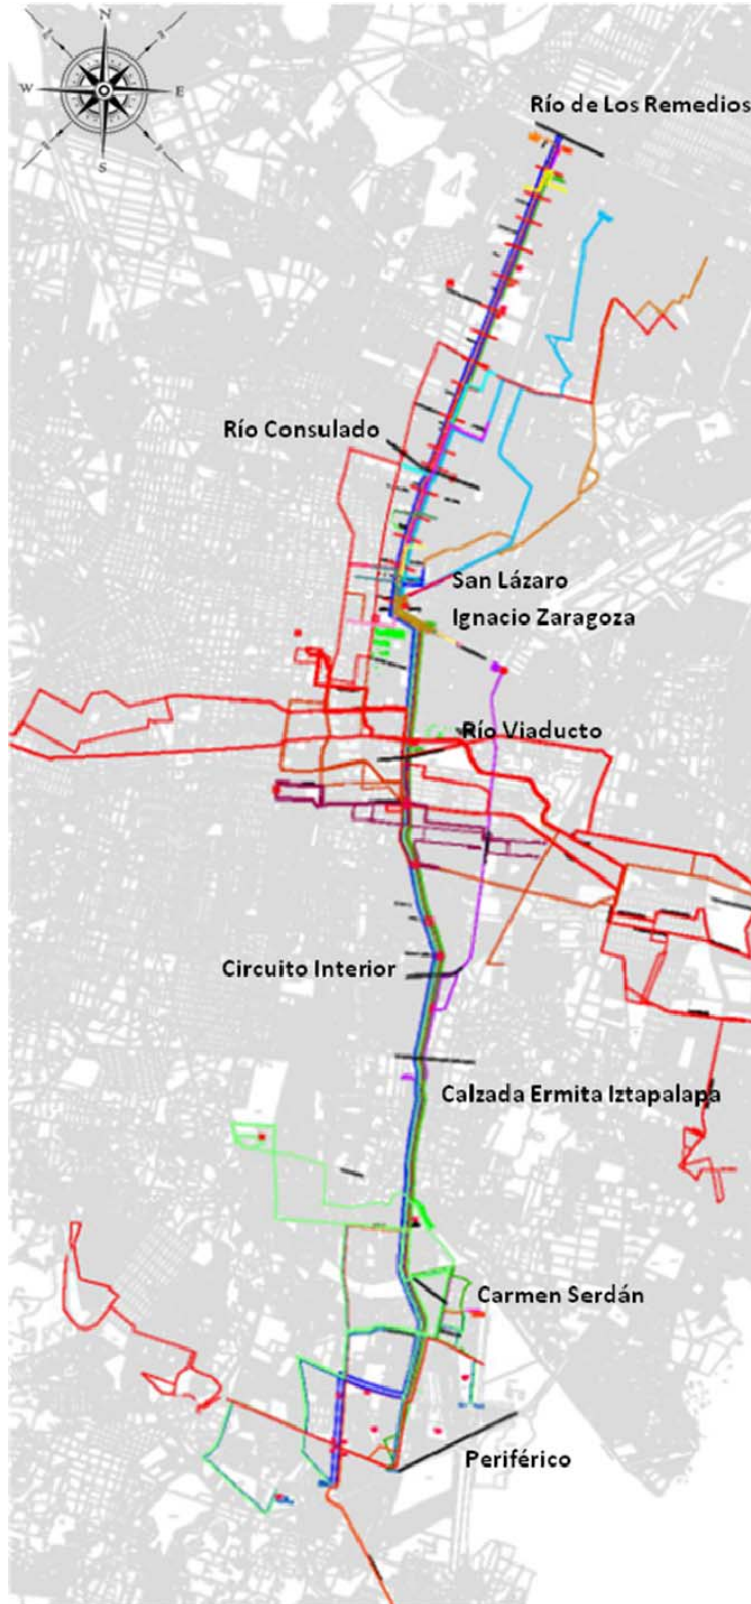 N
W E
S
Río de Los Remedios
Río Consulado
San Lázaro
Ignacio Zaragoza
Río Viaducto
Circuito Interior
Calzada Ermita Iztapalapa
Carmen Serdán
Periférico